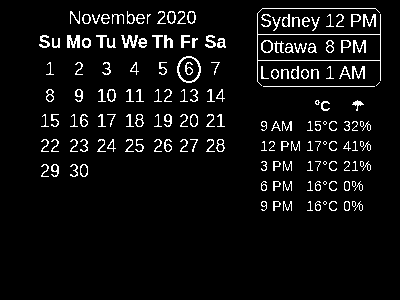 November 2020
Su Mo Tu We Th Fr Sa
1 2 3 4 5 6 7
8 9 10 11 12 13 14
15 16 17 18 19 20 21
22 23 24 25 26 27 28
29 30
Sydney 12 PM
Ottawa 8 PM
London 1 AM
°C ☂
9 AM 15°C 32%
12 PM 17°C 41%
3 PM 17°C 21%
6 PM 16°C 0%
9 PM 16°C 0%